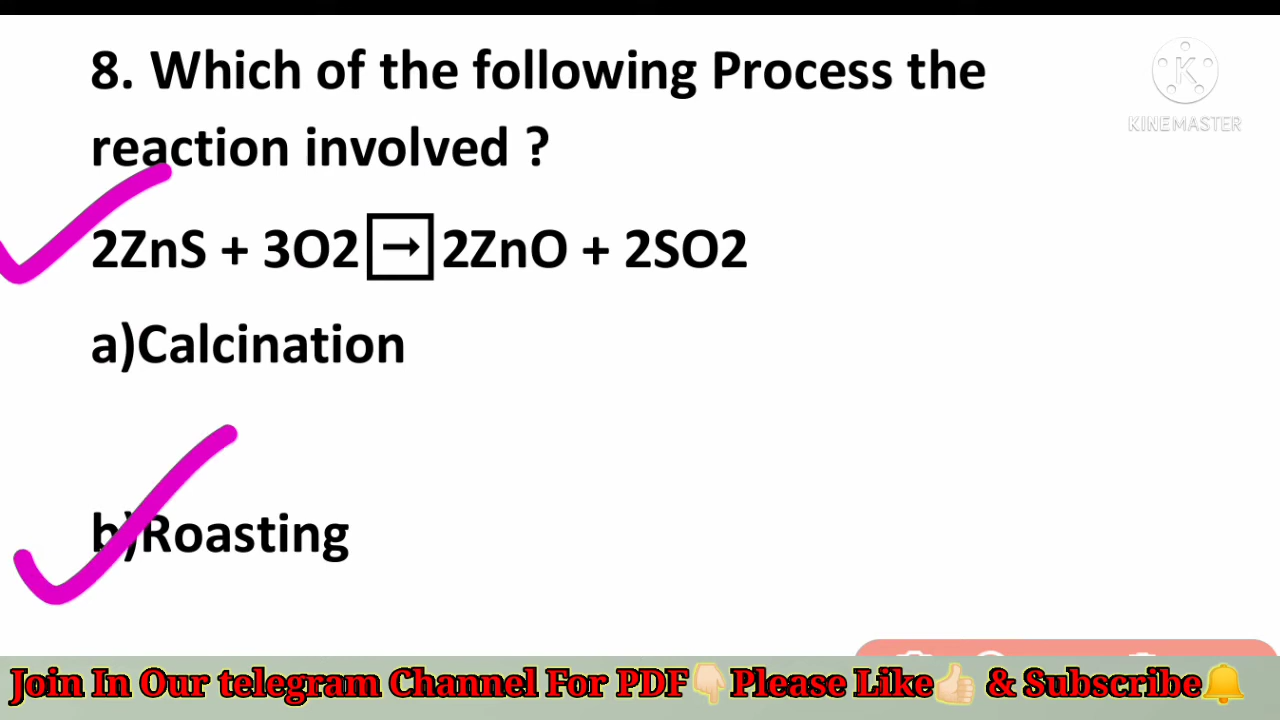 8. Which of the following Process the
reaction involved ?
2ZnS + 3O2 → 2ZnO + 2SO2
a)Calcination
b)Roasting
Join In Our telegram Channel For PDF👇🏻Please Like👍🏻 & Subscribe🔔
K
KINEMASTER